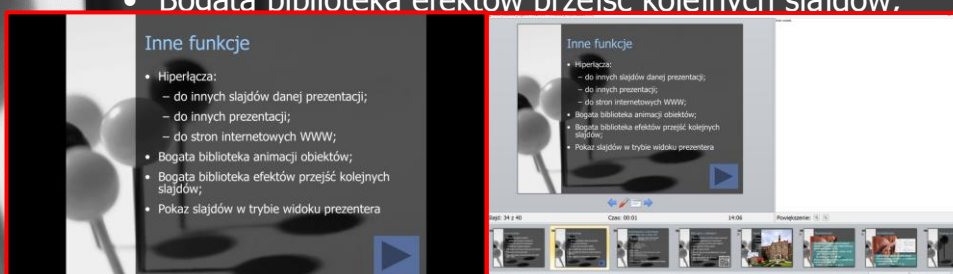 • Bogata biblioteka efektów przejść kolejnych slajdów;
Inne funkcje
• Hiperłącza:
– do innych slajdów danej prezentacji;
– do innych prezentacji;
– do stron internetowych WWW;
• Bogata biblioteka animacji obiektów;
• Bogata biblioteka efektów przejść kolejnych
slajdów;
• Pokaz slajdów w trybie widoku prezentera
Inne funkcje
• Hiperłącza:
– do innych slajdów danej prezentacji;
– do innych prezentacji;
– do stron internetowych WWW;
• Bogata biblioteka animacji obiektów;
• Bogata biblioteka efektów przejść kolejnych
slajdów;
• Pokaz slajdów w trybie widoku prezentera
Slajd: 34 z 40 Czas: 00:01 14:06 Powiększenie: